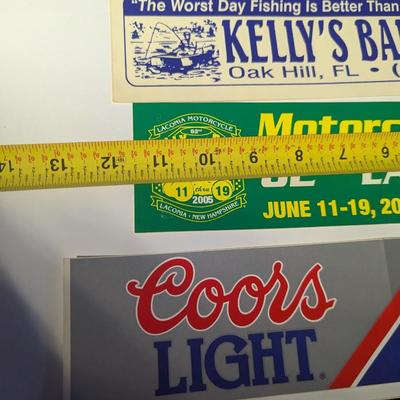 "The Worst Day Fishing Is Better Than
KELLY'S BA
Oak Hill, FL •
LACONIA MOTORCYCLE
Motorc
14 13 12 11 10 9 8 7 6
11 thru 19
2005
LACONIA • NEW HAMPSHIRE
JUNE 11-19, 20
Coors
LIGHT®